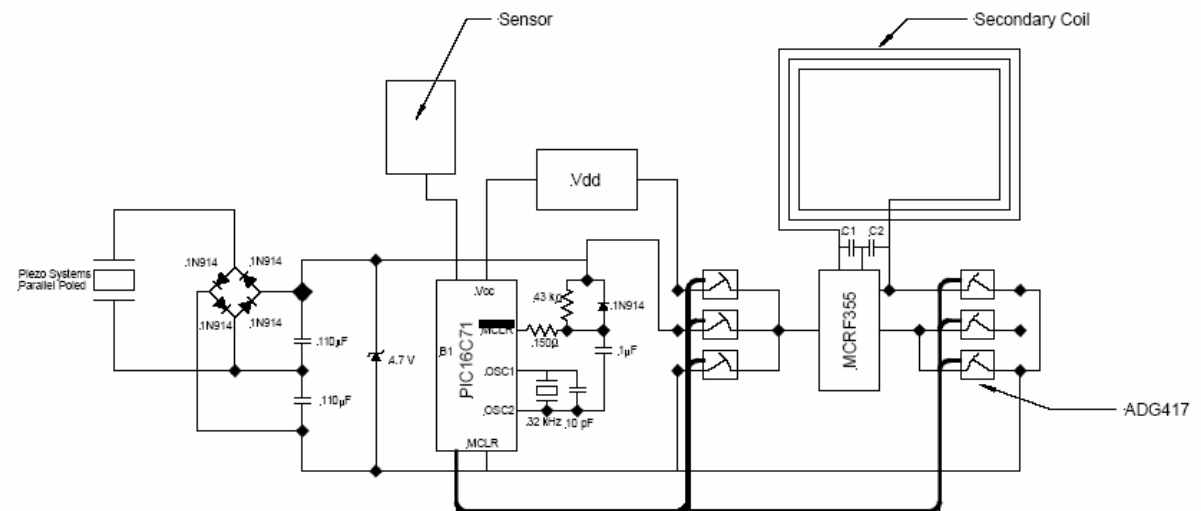 Sensor
Secondary Coil
.Vdd
.C1
.C2
Piezo Systems
Parallel Poled
.1N914
.1N914
.1N914
.1N914
.110µF
.110µF
4.7 V
.Vcc
.MCLR
.B1
PIC16C71
.OSC1
.OSC2
.MCLR
.43 kΩ
.1N914
.150Ω
.1µF
.32 kHz
.10 pF
.MCRF355
.ADG417